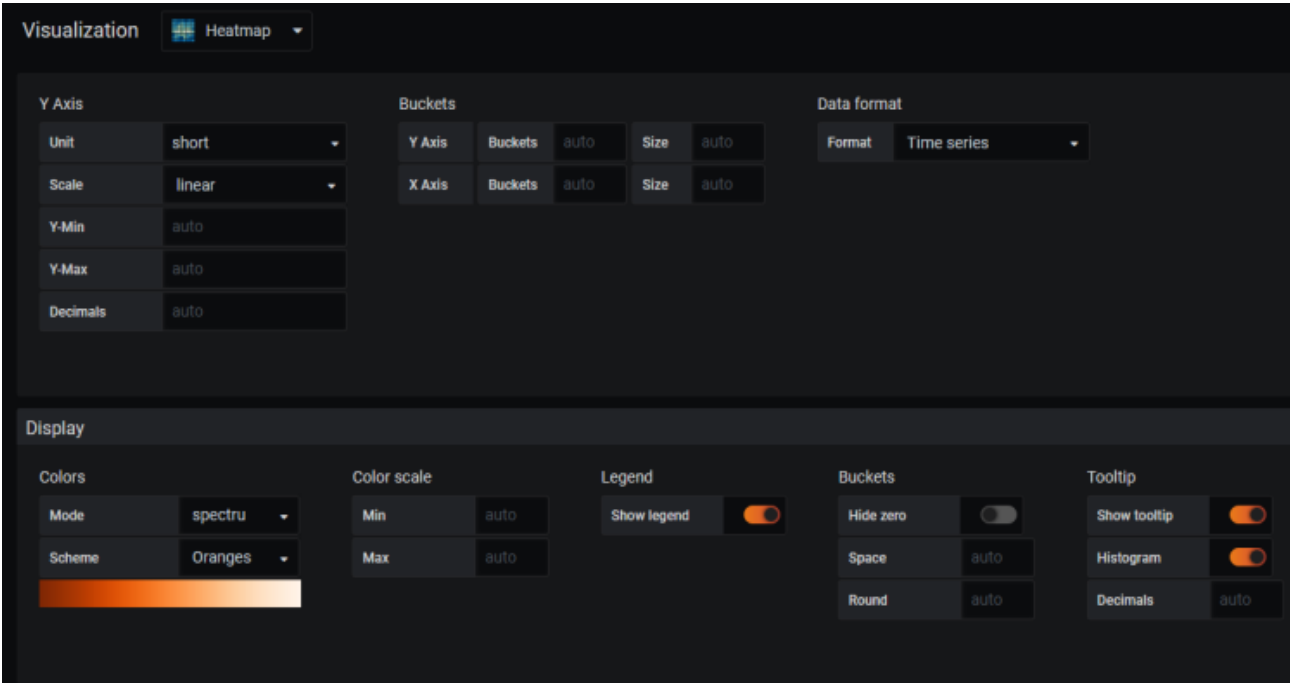 Visualization Heatmap
Y Axis Buckets Data format
Unit short Y Axis Buckets auto Size auto Format Time series
Scale linear X Axis Buckets auto Size auto
Y-Min auto
Y-Max auto
Decimals auto
Display
Colors Color scale Legend Buckets Tooltip
Mode spectru Min auto Show legend Hide zero Show tooltip
Scheme Oranges Max auto Space auto Histogram
Round auto Decimals auto